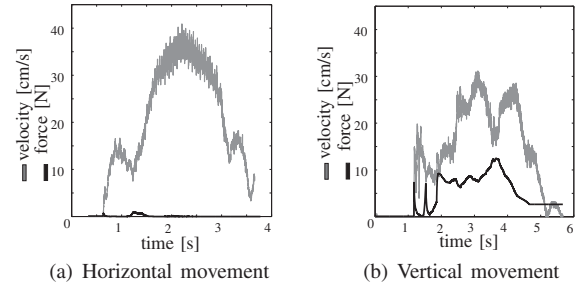 40
30
20
10
0
1
2
3
4
velocity [cm/s]
force [N]
time [s]
(a) Horizontal movement
40
30
20
10
0
1
2
3
4
5
6
velocity [cm/s]
force [N]
time [s]
(b) Vertical movement